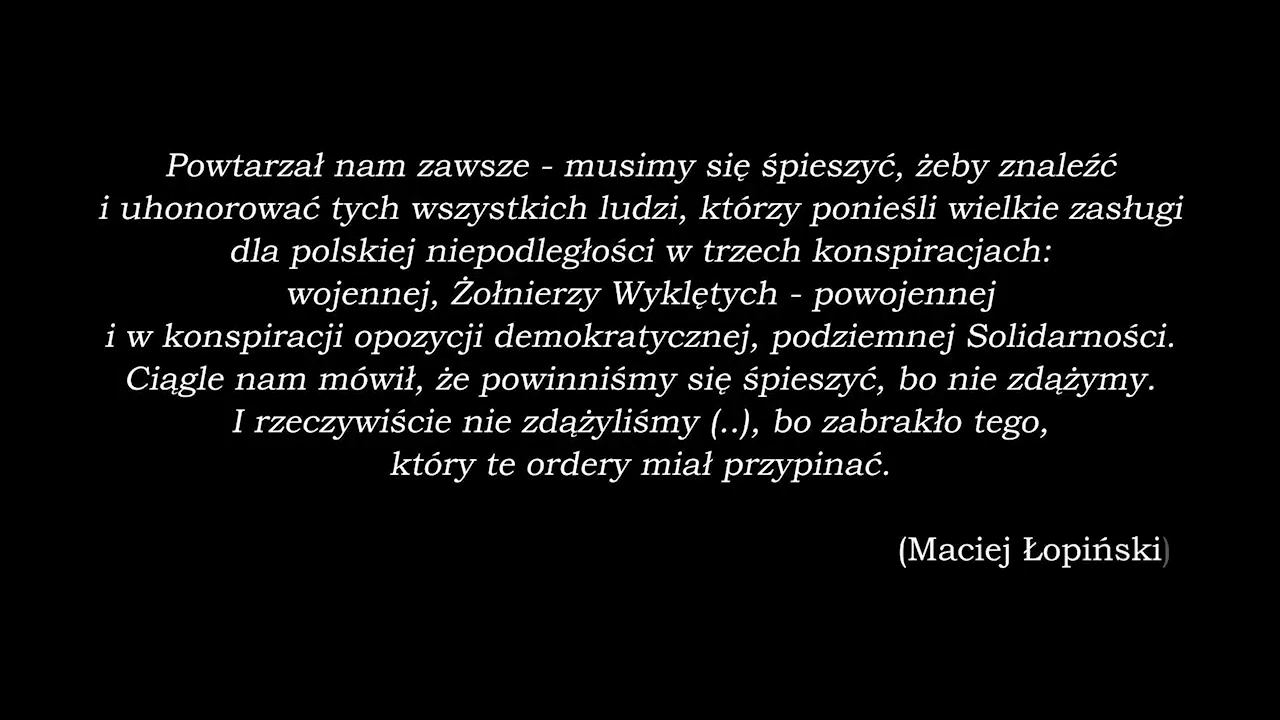 Powtarzał nam zawsze - musimy się śpieszyć, żeby znaleźć
i uhonorować tych wszystkich ludzi, którzy ponieśli wielkie zasługi
dla polskiej niepodległości w trzech konspiracjach:
wojennej, Żołnierzy Wyklętych - powojennej
i w konspiracji opozycji demokratycznej, podziemnej Solidarności.
Ciągle nam mówił, że powinniśmy się śpieszyć, bo nie zdążymy.
I rzeczywiście nie zdążyliśmy (..), bo zabrakło tego,
który te ordery miał przypinać.
(Maciej Łopiński)